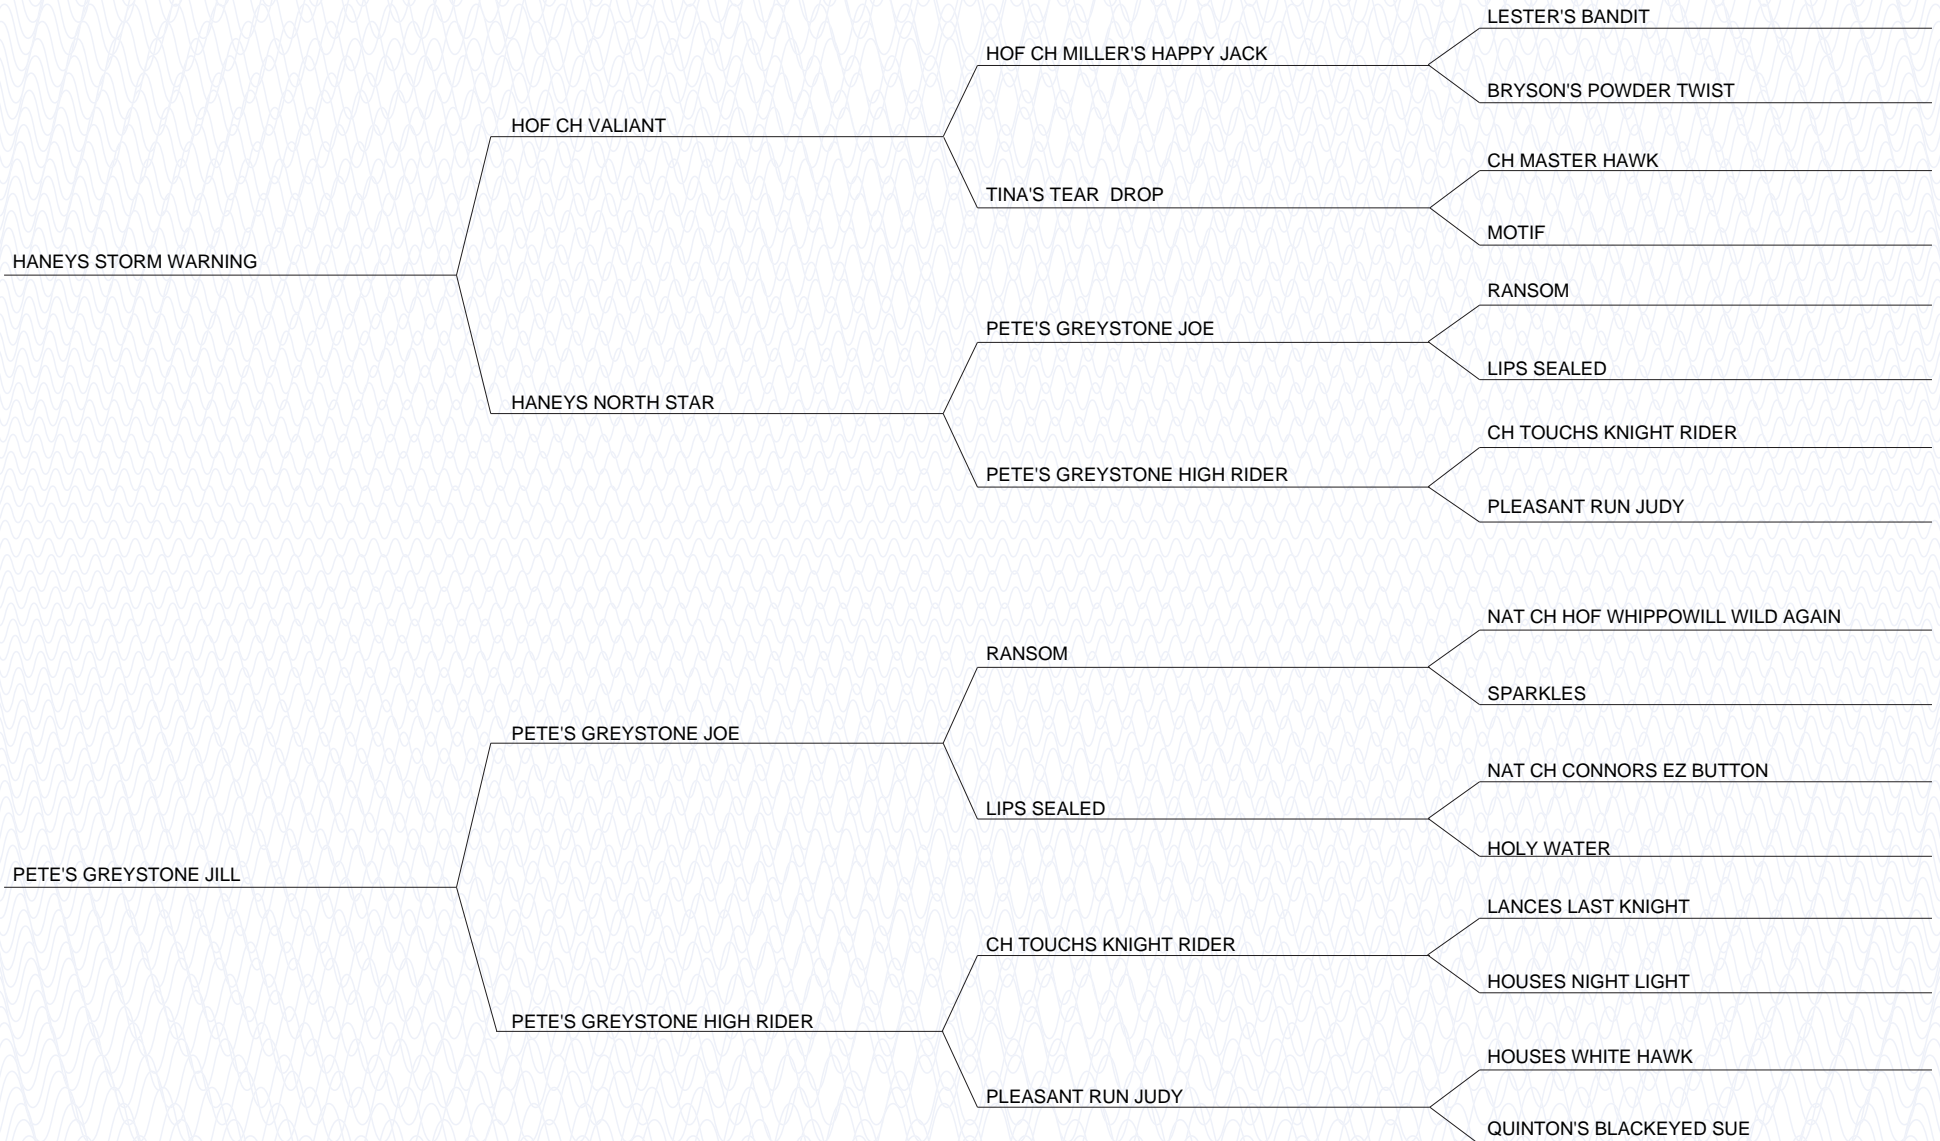 LESTER'S BANDIT
HOF CH MILLER'S HAPPY JACK
BRYSON'S POWDER TWIST
HOF CH VALIANT
CH MASTER HAWK
TINA'S TEAR  DROP
MOTIF
HANEYS STORM WARNING
RANSOM
PETE'S GREYSTONE JOE
LIPS SEALED
HANEYS NORTH STAR
CH TOUCHS KNIGHT RIDER
PETE'S GREYSTONE HIGH RIDER
PLEASANT RUN JUDY
NAT CH HOF WHIPPOWILL WILD AGAIN
RANSOM
SPARKLES
PETE'S GREYSTONE JOE
NAT CH CONNORS EZ BUTTON
LIPS SEALED
HOLY WATER
PETE'S GREYSTONE JILL
LANCES LAST KNIGHT
CH TOUCHS KNIGHT RIDER
HOUSES NIGHT LIGHT
PETE'S GREYSTONE HIGH RIDER
HOUSES WHITE HAWK
PLEASANT RUN JUDY
QUINTON'S BLACKEYED SUE